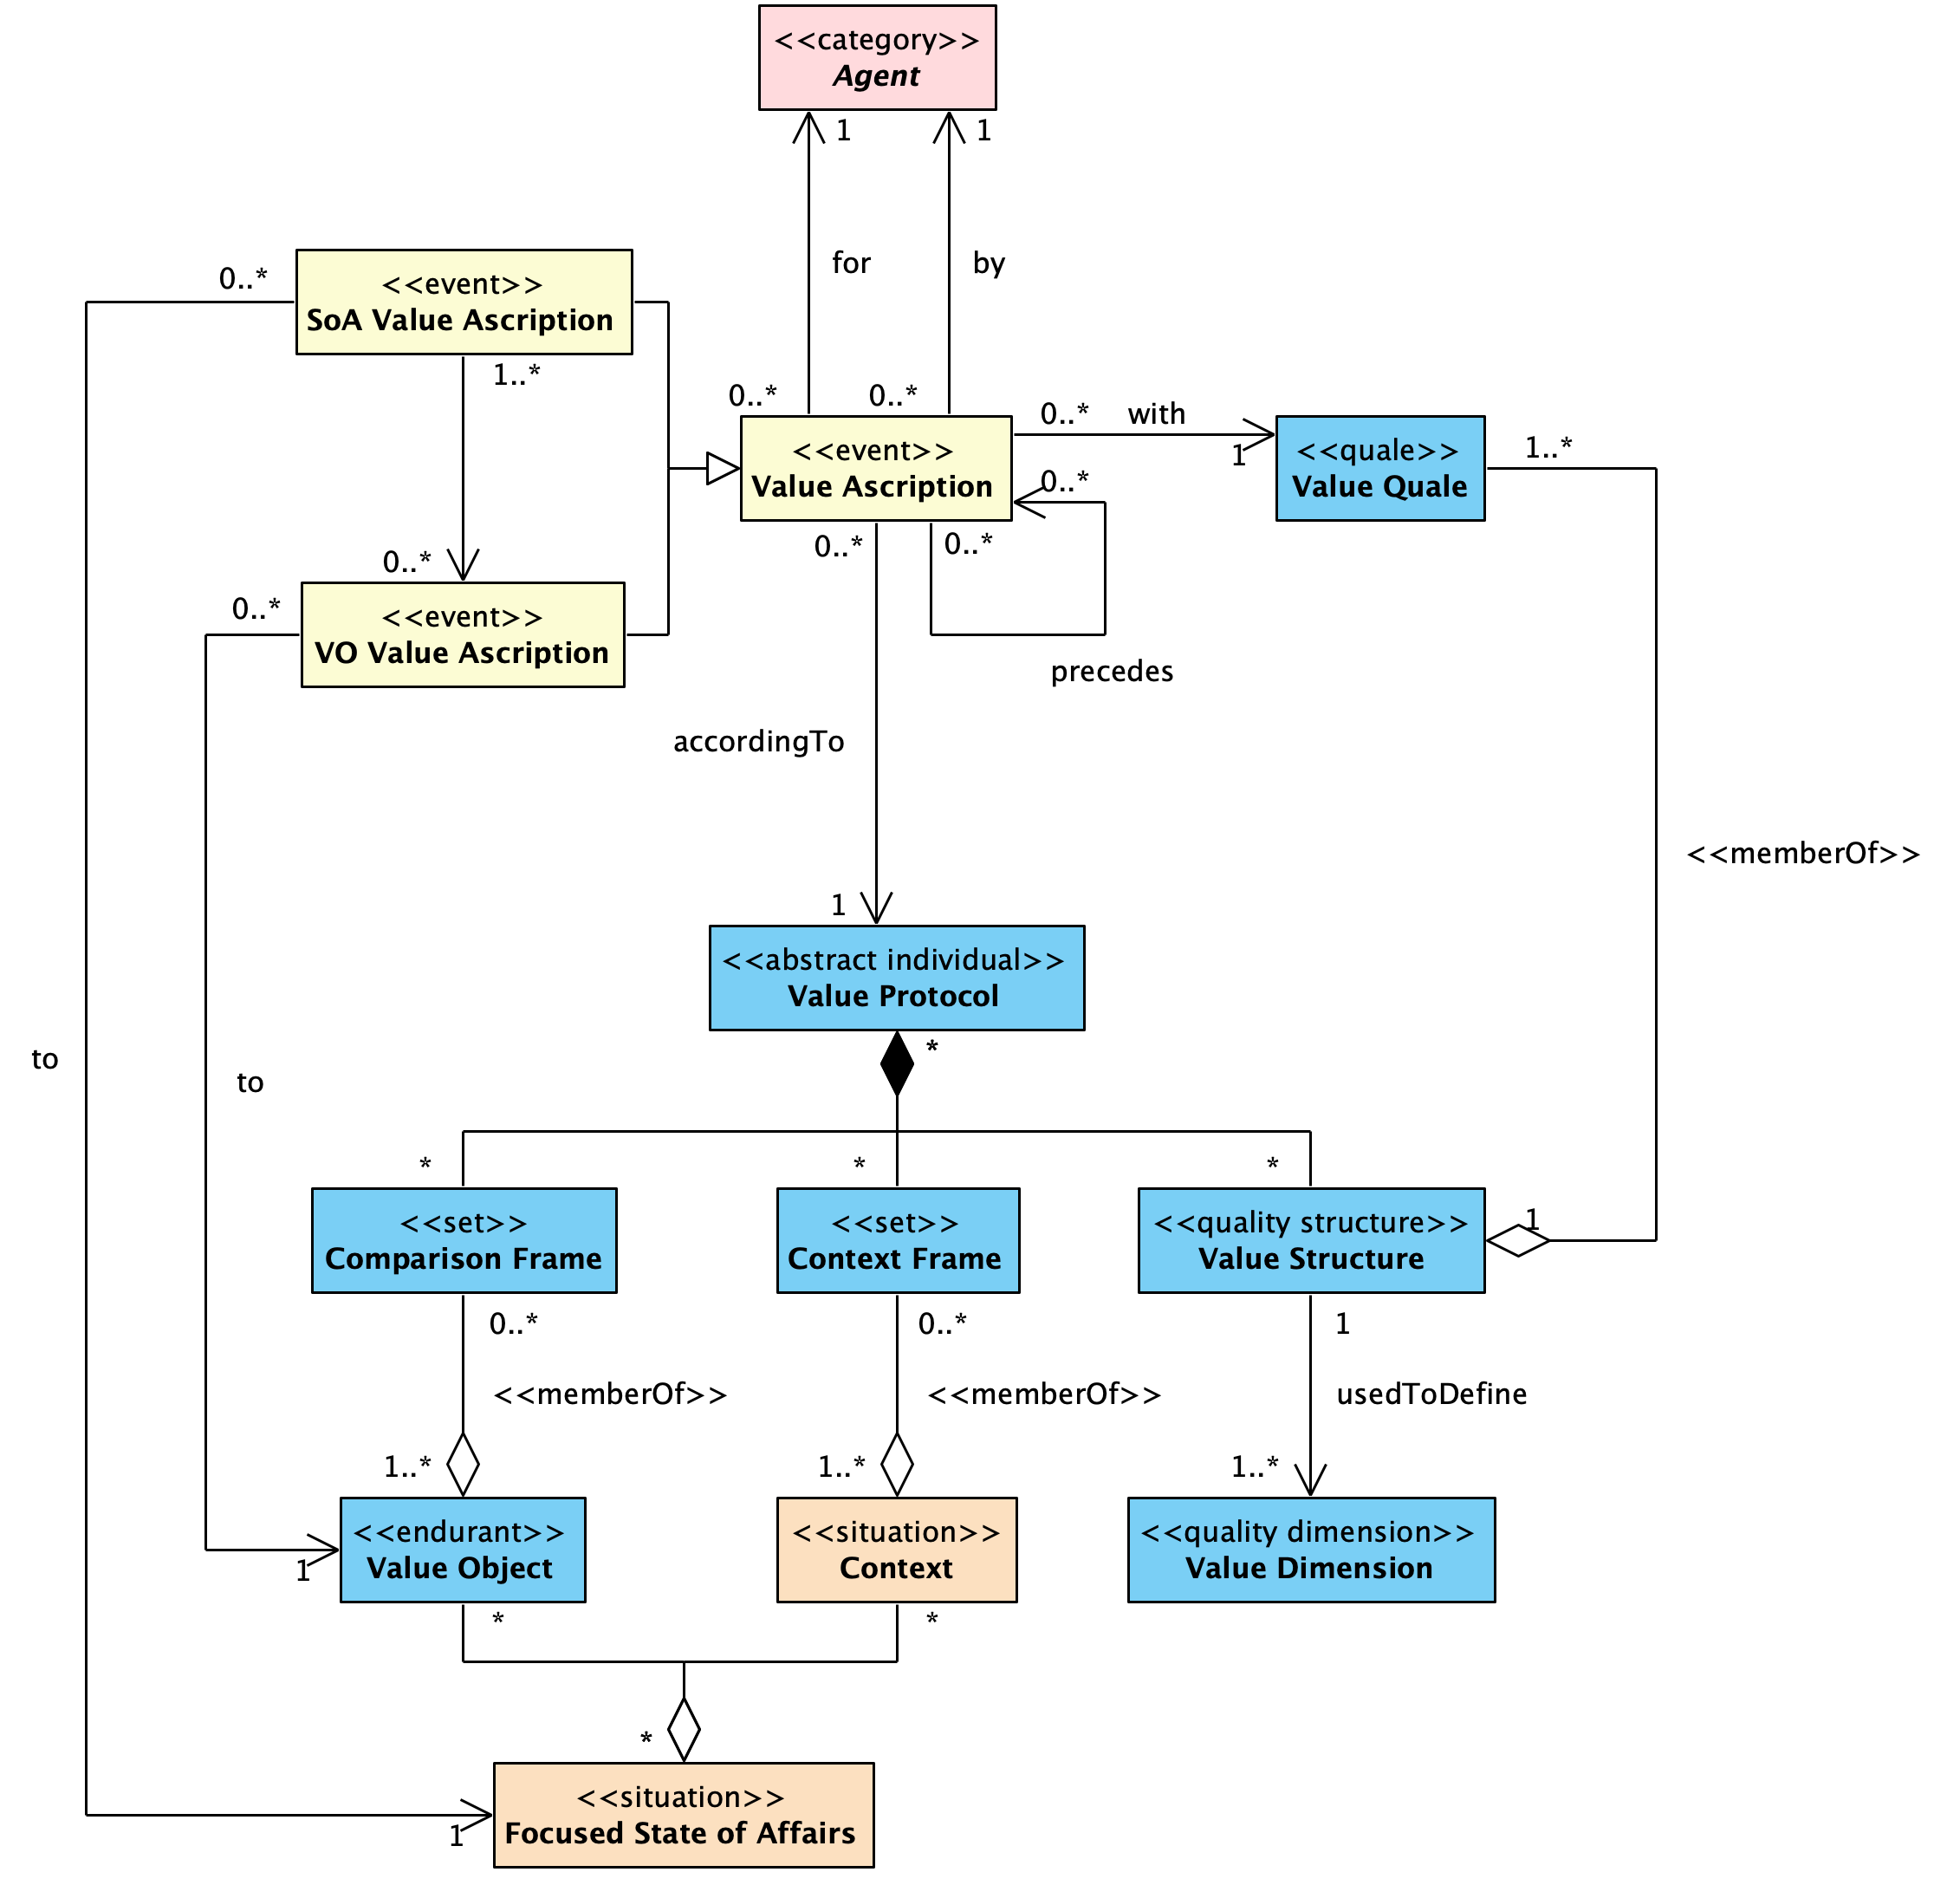 <<category>>
Agent
1
1
for
by
0..*
<<event>>
SoA Value Ascription
1..*
0..*
0..*
0..*
with
1
<<event>>
Value Ascription
0..*
<<quale>>
Value Quale
1..*
0..*
0..*
0..*
0..*
<<event>>
VO Value Ascription
precedes
accordingTo
<<memberOf>>
1
<<abstract individual>>
Value Protocol
*
to
to
*
*
*
<<set>>
Comparison Frame
<<set>>
Context Frame
<<quality structure>>
Value Structure
1
0..*
0..*
1
<<memberOf>>
<<memberOf>>
usedToDefine
1..*
1..*
1..*
1
<<endurant>>
Value Object
<<situation>>
Context
<<quality dimension>>
Value Dimension
*
*
*
1
<<situation>>
Focused State of Affairs